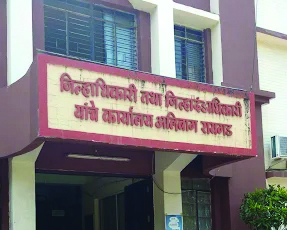 जिल्हाधिकारी तथा जिल्हादंडाधिकारी
यांचे कार्यालय अलिबाग रायगड